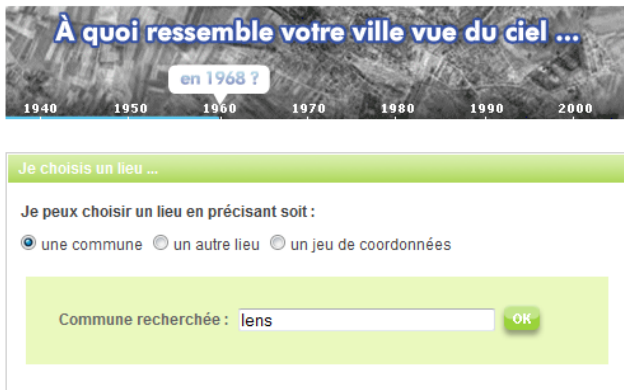 À quoi ressemble votre ville vue du ciel ...
en 1968 ?
1940 1950 1960 1970 1980 1990 2000
Je choisis un lieu ...
Je peux choisir un lieu en précisant soit :
une commune un autre lieu un jeu de coordonnées
Commune recherchée : lens OK